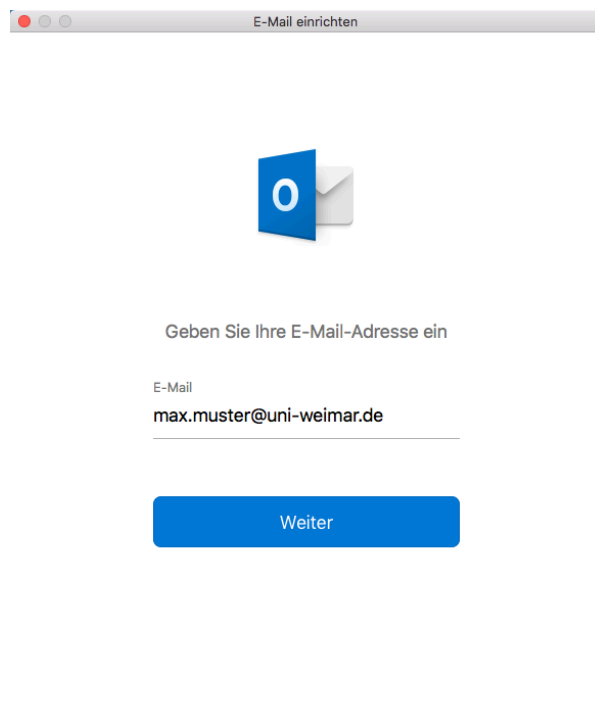 E-Mail einrichten
O
Geben Sie Ihre E-Mail-Adresse ein
E-Mail
max.muster@uni-weimar.de
Weiter